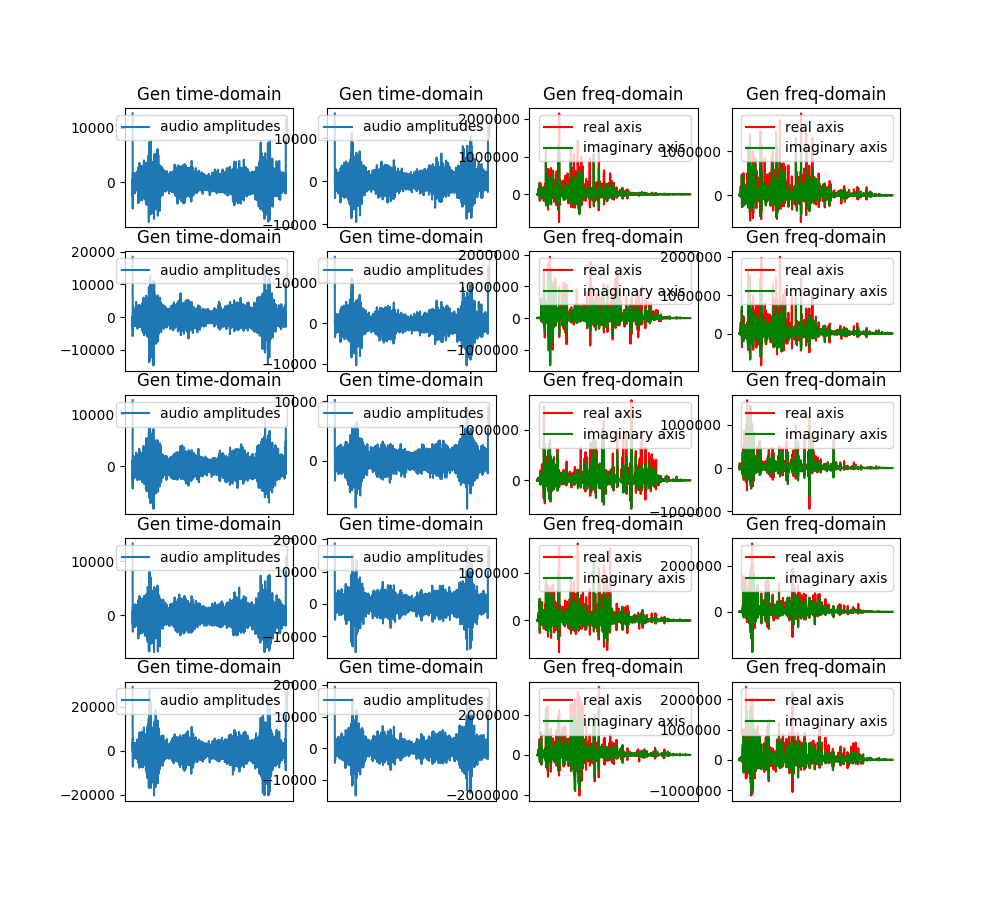 Gen time-domain Gen time-domain Gen freq-domain Gen freq-domain
audio amplitudes audio amplitudes real axis real axis
imaginary axis imaginary axis
10000 2000000
0 0 1000000 1000000
−10000 0 0
Gen time-domain Gen time-domain Gen freq-domain Gen freq-domain
audio amplitudes audio amplitudes real axis real axis
imaginary axis imaginary axis
20000 10000 2000000 2000000
10000 0 1000000 1000000
0 −10000 0 0
−10000 −1000000
Gen time-domain Gen time-domain Gen freq-domain Gen freq-domain
audio amplitudes audio amplitudes real axis real axis
imaginary axis imaginary axis
10000 10000 1000000 1000000
0 0 0 0
−1000000
Gen time-domain Gen time-domain Gen freq-domain Gen freq-domain
audio amplitudes audio amplitudes real axis real axis
imaginary axis imaginary axis
10000 20000 1000000 2000000
0 10000 0 0
0
−10000
Gen time-domain Gen time-domain Gen freq-domain Gen freq-domain
audio amplitudes audio amplitudes real axis real axis
imaginary axis imaginary axis
20000 20000 2000000 2000000
0 10000 0 1000000
−20000 0 −2000000 0
−10000 −1000000